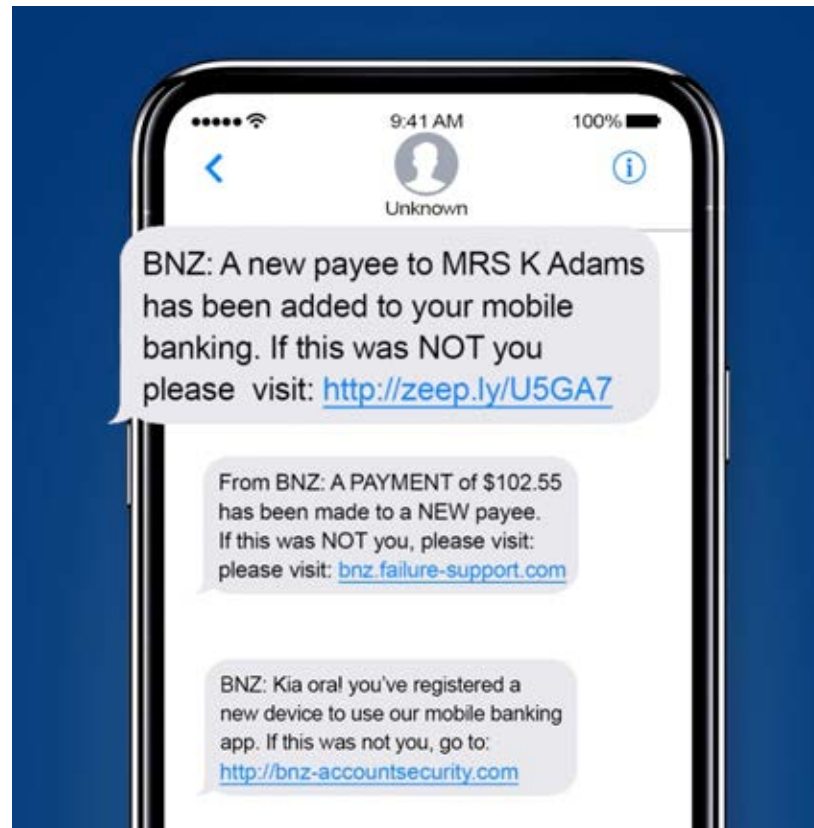 9:41 AM
100%
Unknown
BNZ: A new payee to MRS K Adams
has been added to your mobile
banking. If this was NOT you
please visit: http://zeep.ly/U5GA7
From BNZ: A PAYMENT of $102.55
has been made to a NEW payee.
If this was NOT you, please visit:
please visit: bnz.failure-support.com
BNZ: Kia ora! you've registered a
new device to use our mobile banking
app. If this was not you, go to:
http://bnz-accountsecurity.com